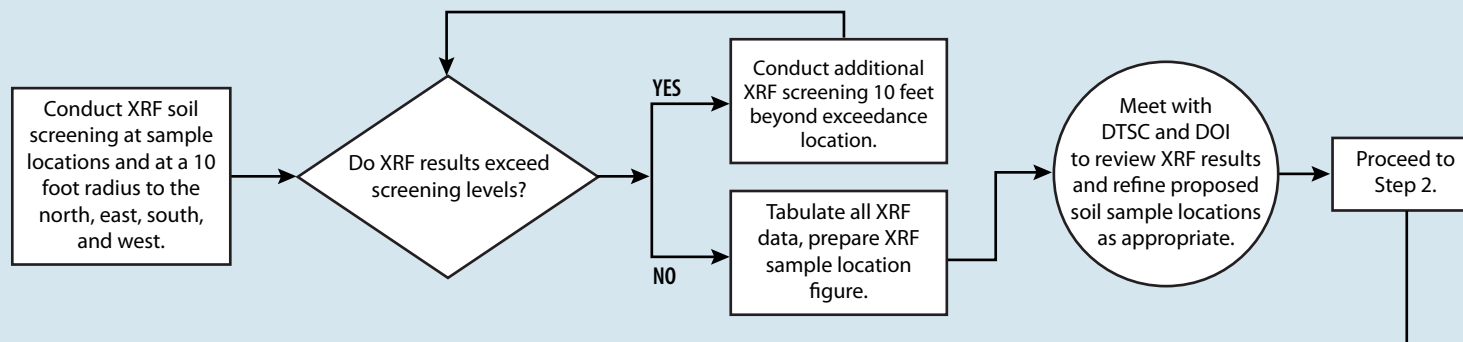 Conduct XRF soil
screening at sample
locations and at a 10
foot radius to the
north, east, south,
and west.
Do XRF results exceed
screening levels?
YES
Conduct additional
XRF screening 10 feet
beyond exceedance
location.
NO
Tabulate all XRF
data, prepare XRF
sample location
figure.
Meet with
DTSC and DOI
to review XRF results
and refine proposed
soil sample locations
as appropriate.
Proceed to
Step 2.